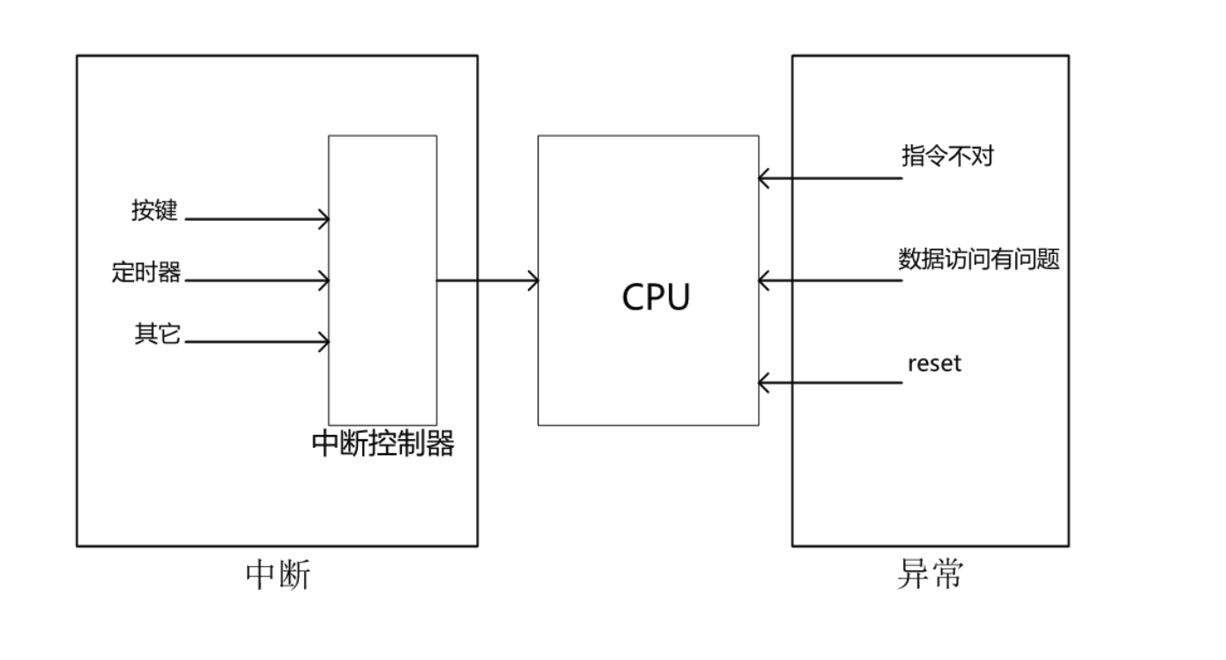 按键
定时器
其它
中断控制器
中断
CPU
指令不对
数据访问有问题
reset
异常